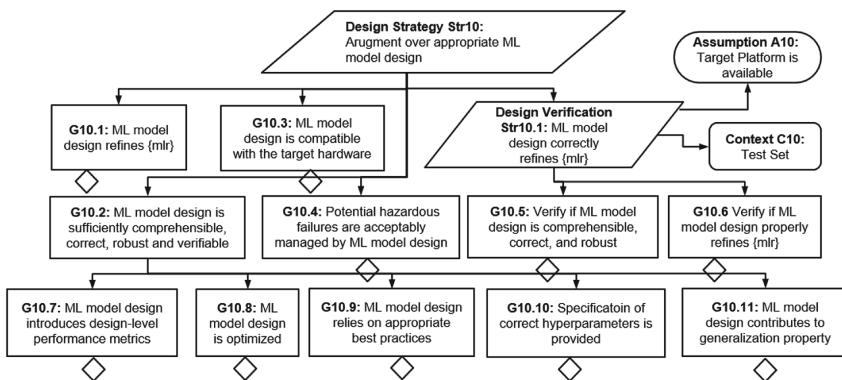 Design Strategy Str10:
Arugment over appropriate ML
model design
Assumption A10:
Target Platform is
available
G10.1: ML model
design refines {mlr}
G10.3: ML model
design is compatible
with the target hardware
Design Verification
Str10.1: ML model
design correctly
refines {mlr}
Context C10:
Test Set
G10.2: ML model design is
sufficiently comprehensible,
correct, robust and verifiable
G10.4: Potential hazardous
failures are acceptably
managed by ML model design
G10.5: Verify if ML model
design is comprehensible,
correct, and robust
G10.6 Verify if ML
model design properly
refines {mlr}
G10.7: ML model design
introduces design-level
performance metrics
G10.8: ML
model design
is optimized
G10.9: ML model design
relies on appropriate
best practices
G10.10: Specificatoin of
correct hyperparameters is
provided
G10.11: ML model
design contributes to
generalization property